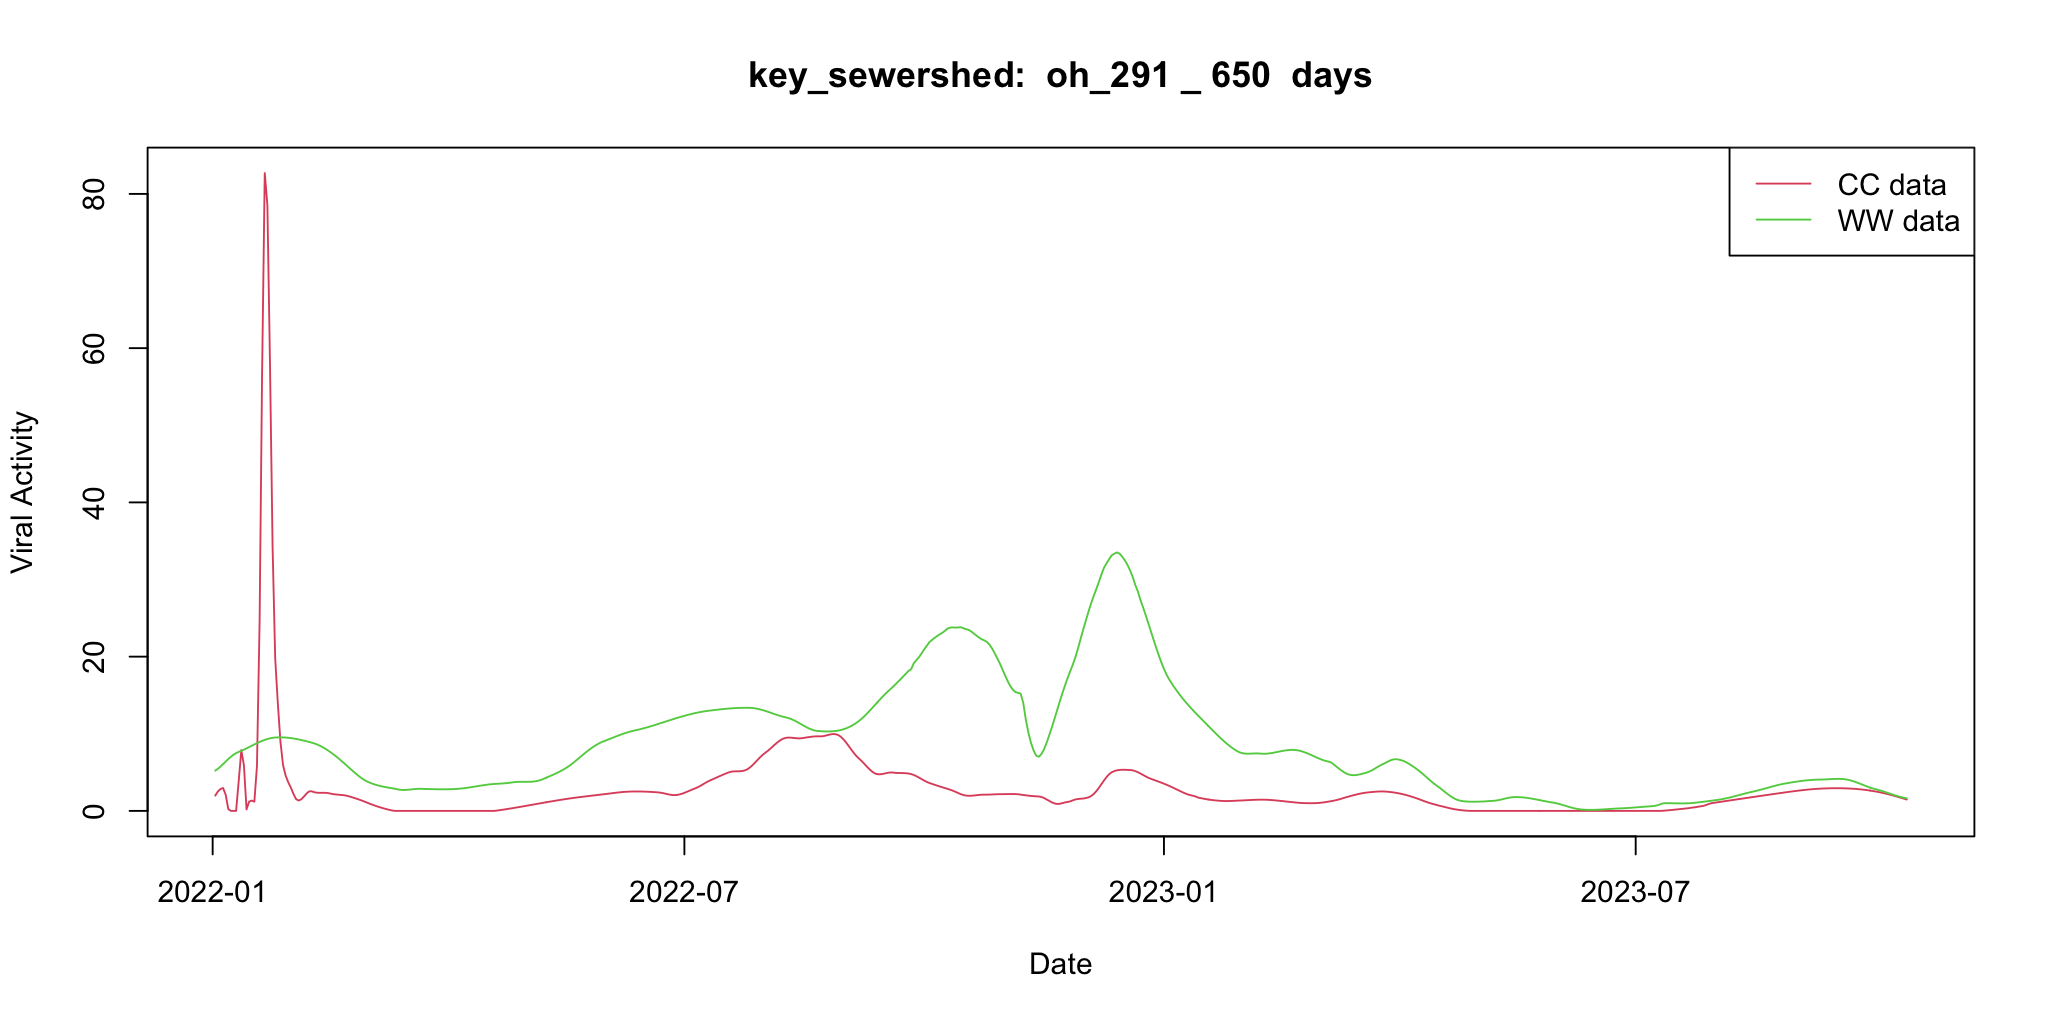 key_sewershed:  oh_291 _ 650  days
CC data
WW data
80
60
40
20
0
Viral Activity
2022-01
2022-07
2023-01
2023-07
Date